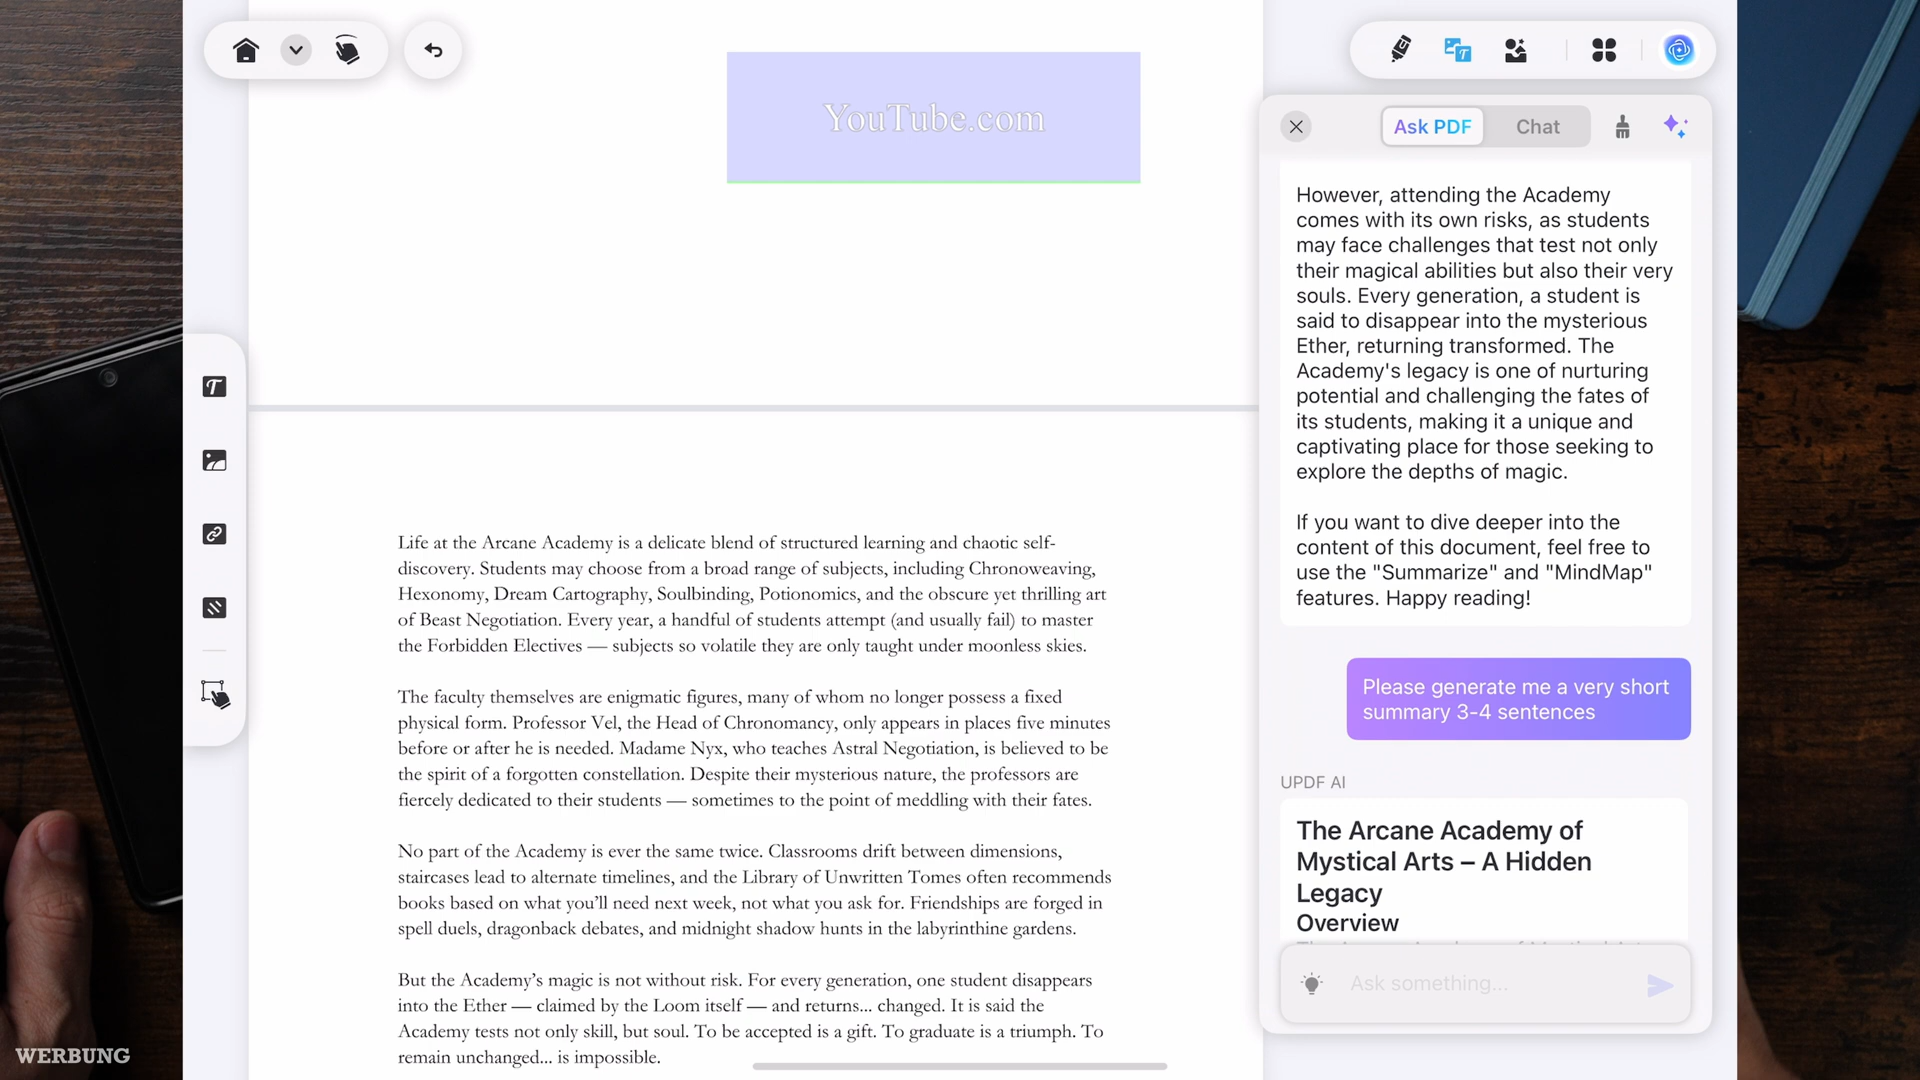 YouTube.com
Life at the Arcane Academy is a delicate blend of structured learning and chaotic self-
discovery. Students may choose from a broad range of subjects, including Chronoweaving,
Hexonomy, Dream Cartography, Soulbinding, Potionomics, and the obscure yet thrilling art
of Beast Negotiation. Every year, a handful of students attempt (and usually fail) to master
the Forbidden Electives — subjects so volatile they are only taught under moonless skies.
The faculty themselves are enigmatic figures, many of whom no longer possess a fixed
physical form. Professor Vel, the Head of Chronomancy, only appears in places five minutes
before or after he is needed. Madame Nyx, who teaches Astral Negotiation, is believed to be
the spirit of a forgotten constellation. Despite their mysterious nature, the professors are
fiercely dedicated to their students — sometimes to the point of meddling with their fates.
No part of the Academy is ever the same twice. Classrooms drift between dimensions,
staircases lead to alternate timelines, and the Library of Unwritten Tomes often recommends
books based on what you’ll need next week, not what you ask for. Friendships are forged in
spell duels, dragonback debates, and midnight shadow hunts in the labyrinthine gardens.
But the Academy’s magic is not without risk. For every generation, one student disappears
into the Ether — claimed by the Loom itself — and returns... changed. It is said the
Academy tests not only skill, but soul. To be accepted is a gift. To graduate is a triumph. To
remain unchanged... is impossible.
Ask PDF
Chat
However, attending the Academy
comes with its own risks, as students
may face challenges that test not only
their magical abilities but also their very
souls. Every generation, a student is
said to disappear into the mysterious
Ether, returning transformed. The
Academy's legacy is one of nurturing
potential and challenging the fates of
its students, making it a unique and
captivating place for those seeking to
explore the depths of magic.
If you want to dive deeper into the
content of this document, feel free to
use the "Summarize" and "MindMap"
features. Happy reading!
Please generate me a very short
summary 3-4 sentences
UPDF AI
The Arcane Academy of
Mystical Arts – A Hidden
Legacy
Overview
Ask something...
WERBUNG